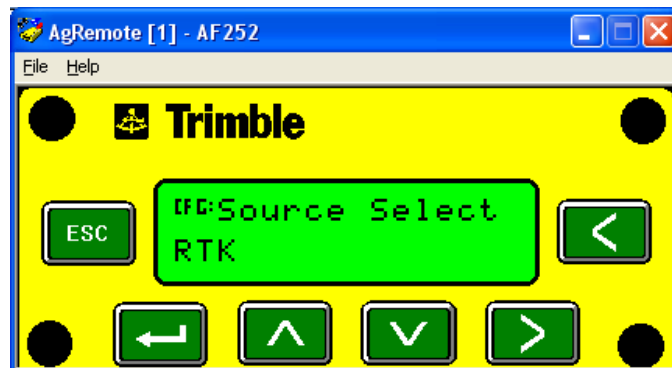 AgRemote [1] - AF252
File Help
Trimble
ESC
CFG:Source Select
RTK